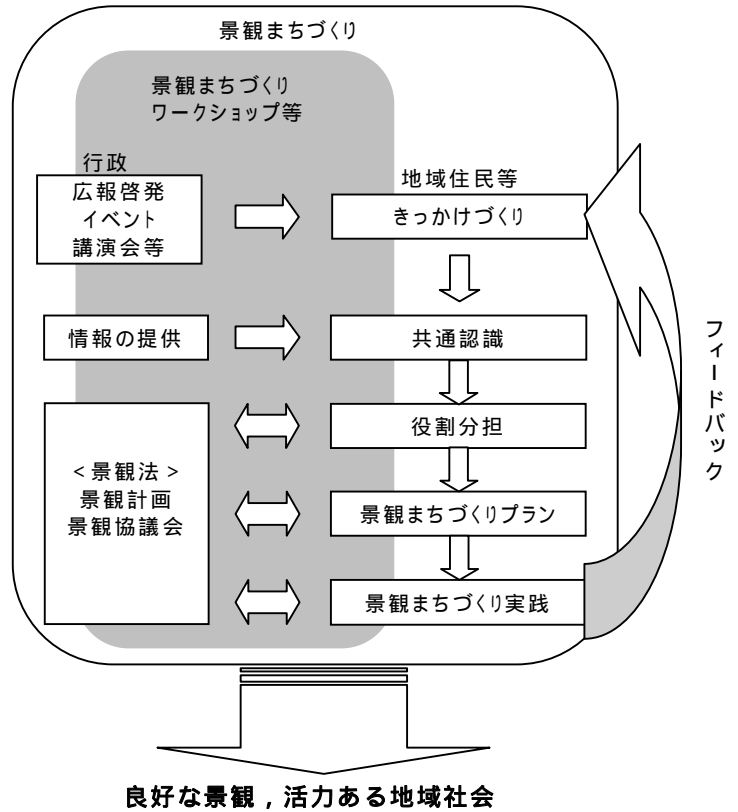 景観まちづくり
景観まちづくり
ワークショップ等
行政
広報啓発
イベント
講演会等
地域住民等
きっかけづくり
情報の提供
共通認識
役割分担
<景観法>
景観計画
景観協議会
景観まちづくりプラン
景観まちづくり実践
フィードバック
良好な景観，活力ある地域社会